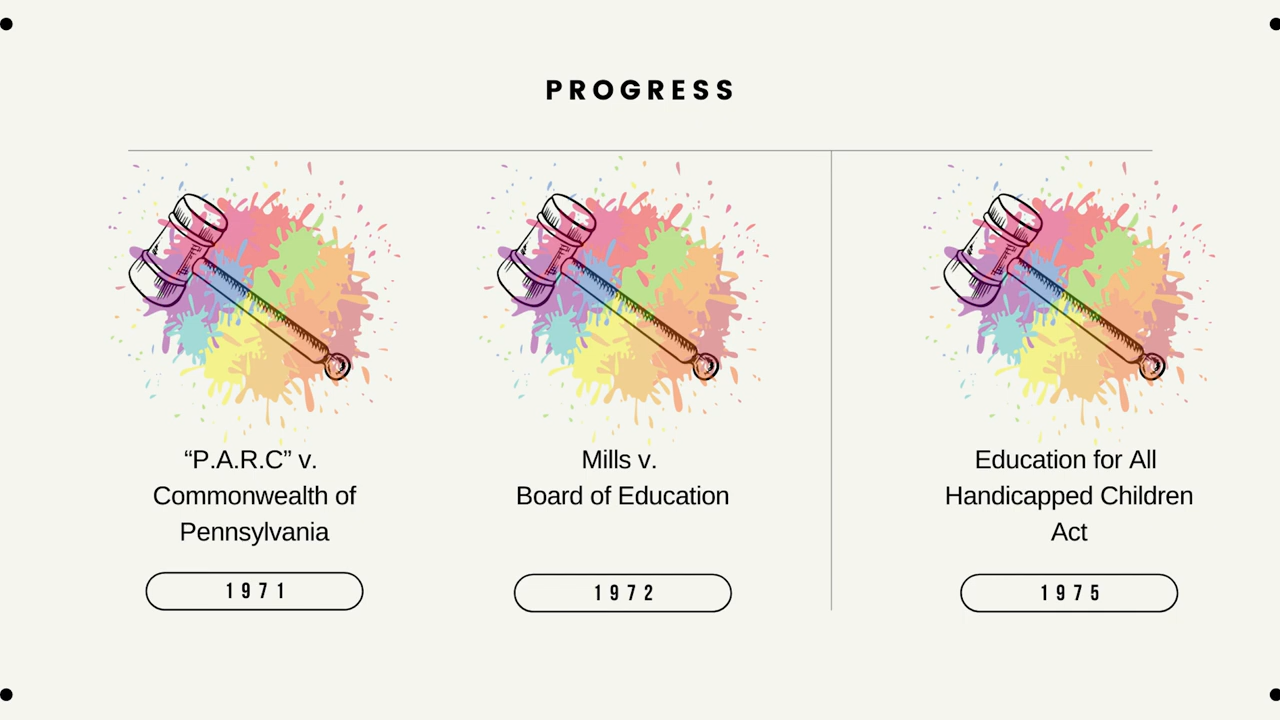 PROGRESS
“P.A.R.C” v.
Commonwealth of
Pennsylvania
1971
Mills v.
Board of Education
1972
Education for All
Handicapped Children
Act
1975